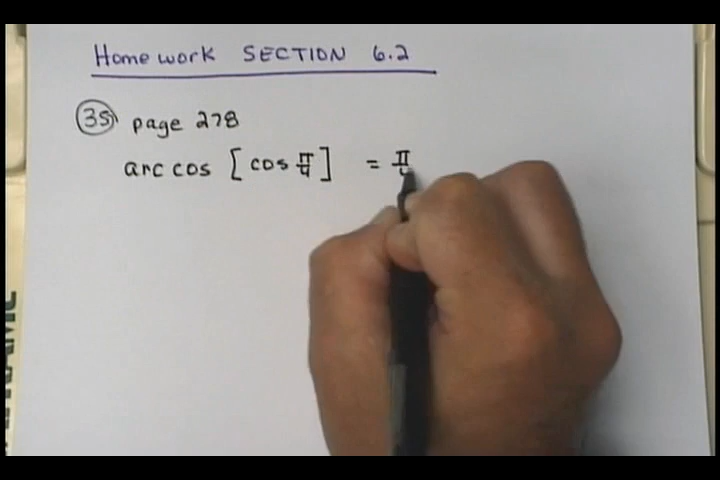 Homework SECTION 6.2
35 page 278
arc cos [cos π/4] = π/4